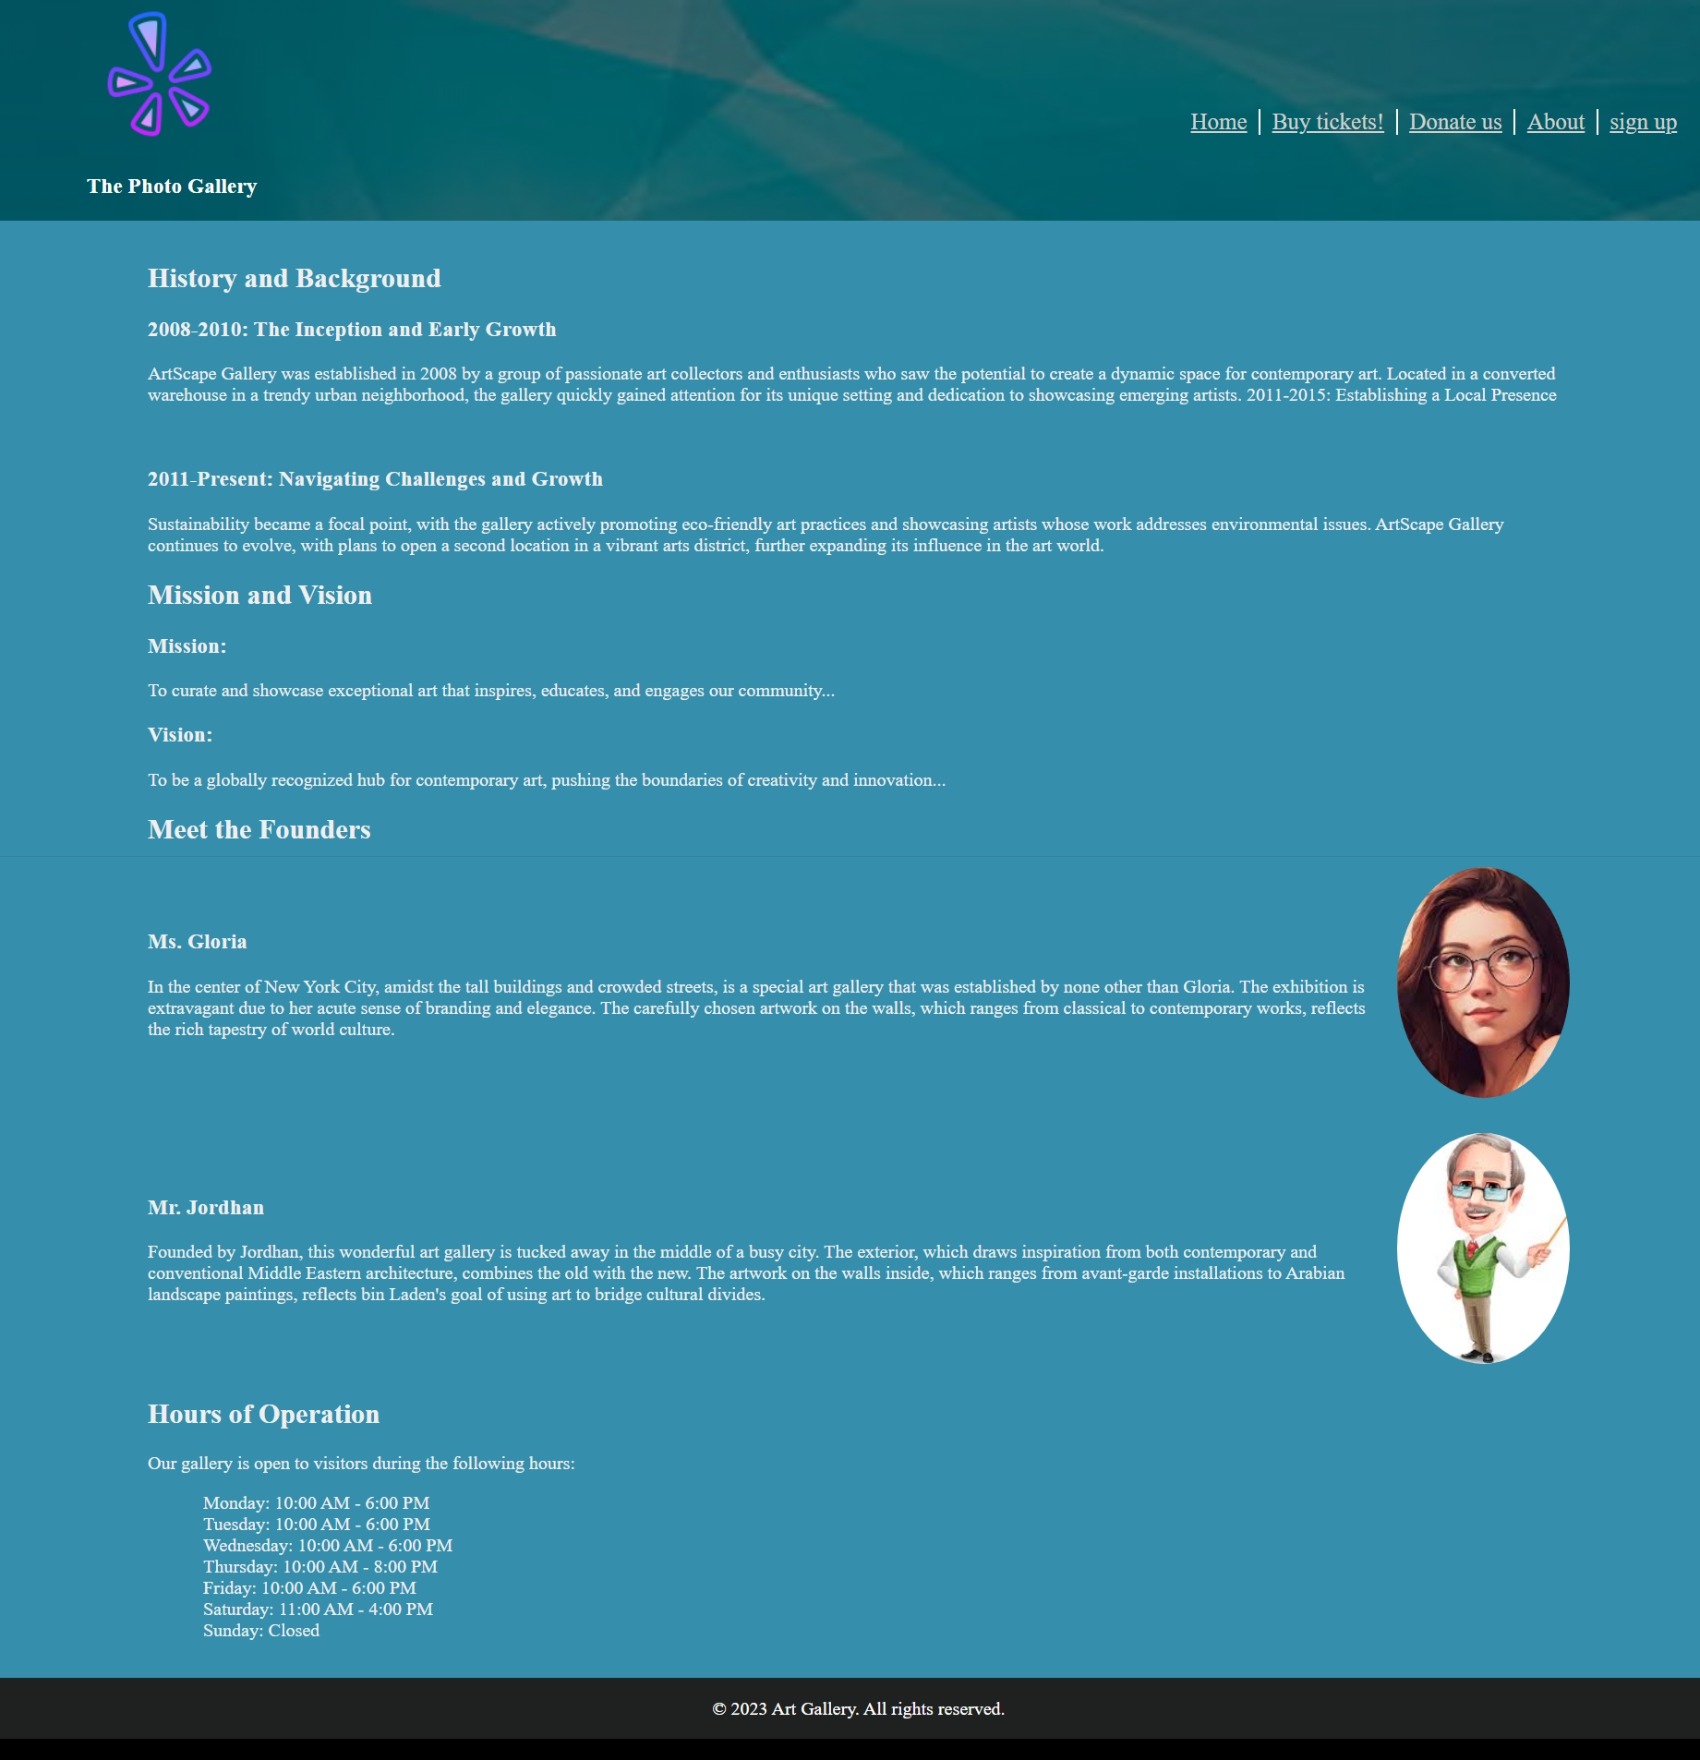 The Photo Gallery
Home
Buy tickets!
Donate us
About
sign up
History and Background
2008-2010: The Inception and Early Growth
ArtScape Gallery was established in 2008 by a group of passionate art collectors and enthusiasts who saw the potential to create a dynamic space for contemporary art. Located in a converted
warehouse in a trendy urban neighborhood, the gallery quickly gained attention for its unique setting and dedication to showcasing emerging artists. 2011-2015: Establishing a Local Presence
2011-Present: Navigating Challenges and Growth
Sustainability became a focal point, with the gallery actively promoting eco-friendly art practices and showcasing artists whose work addresses environmental issues. ArtScape Gallery
continues to evolve, with plans to open a second location in a vibrant arts district, further expanding its influence in the art world.
Mission and Vision
Mission:
To curate and showcase exceptional art that inspires, educates, and engages our community...
Vision:
To be a globally recognized hub for contemporary art, pushing the boundaries of creativity and innovation...
Meet the Founders
Ms. Gloria
In the center of New York City, amidst the tall buildings and crowded streets, is a special art gallery that was established by none other than Gloria. The exhibition is
extravagant due to her acute sense of branding and elegance. The carefully chosen artwork on the walls, which ranges from classical to contemporary works, reflects
the rich tapestry of world culture.
Mr. Jordhan
Founded by Jordhan, this wonderful art gallery is tucked away in the middle of a busy city. The exterior, which draws inspiration from both contemporary and
conventional Middle Eastern architecture, combines the old with the new. The artwork on the walls inside, which ranges from avant-garde installations to Arabian
landscape paintings, reflects bin Laden's goal of using art to bridge cultural divides.
Hours of Operation
Our gallery is open to visitors during the following hours:
Monday: 10:00 AM - 6:00 PM
Tuesday: 10:00 AM - 6:00 PM
Wednesday: 10:00 AM - 6:00 PM
Thursday: 10:00 AM - 8:00 PM
Friday: 10:00 AM - 6:00 PM
Saturday: 11:00 AM - 4:00 PM
Sunday: Closed
© 2023 Art Gallery. All rights reserved.